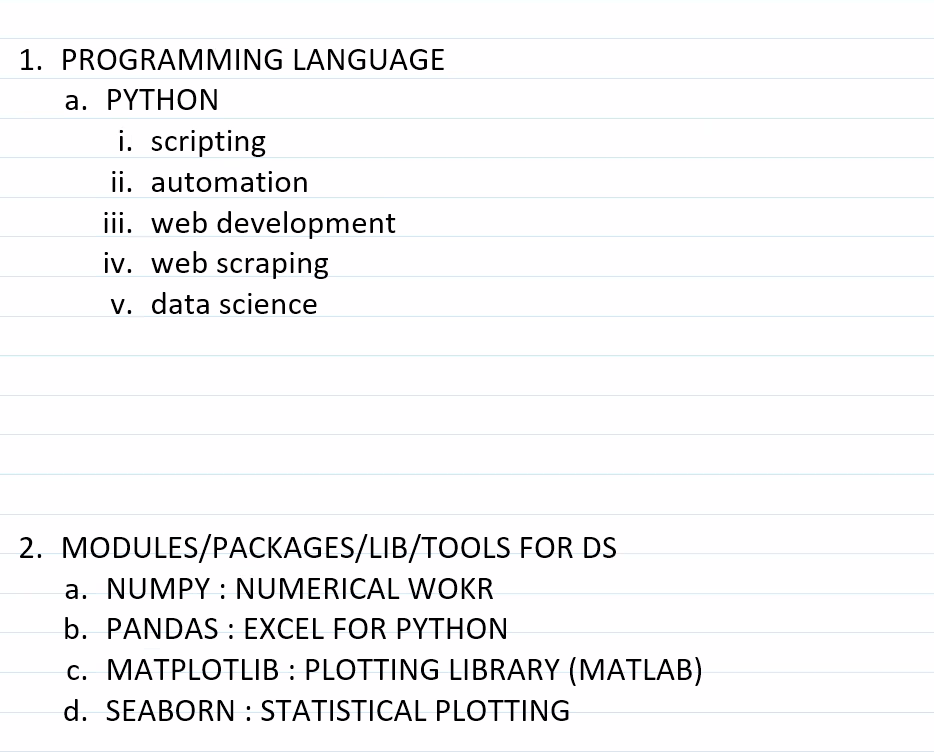 1. PROGRAMMING LANGUAGE
a. PYTHON
i. scripting
ii. automation
iii. web development
iv. web scraping
v. data science
2. MODULES/PACKAGES/LIB/TOOLS FOR DS
a. NUMPY : NUMERICAL WOKR
b. PANDAS : EXCEL FOR PYTHON
c. MATPLOTLIB : PLOTTING LIBRARY (MATLAB)
d. SEABORN : STATISTICAL PLOTTING